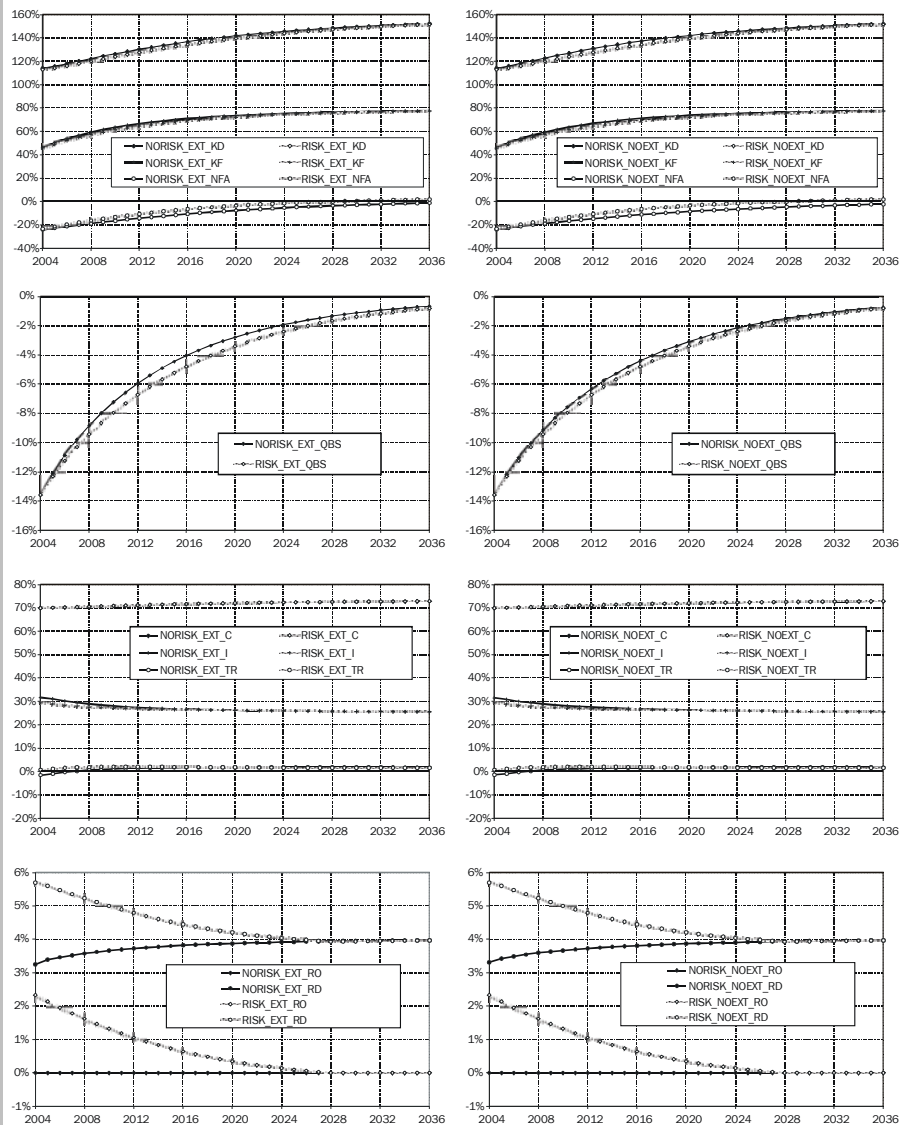 160%
140%
120%
100%
80%
60%
40%
20%
0%
-20%
-40%
NORISK_EXT_KD RISK_EXT_KD
NORISK_EXT_KF RISK_EXT_KF
NORISK_EXT_NFA RISK_EXT_NFA
2004 2008 2012 2016 2020 2024 2028 2032 2036
160%
140%
120%
100%
80%
60%
40%
20%
0%
-20%
-40%
NORISK_NOEXT_KD RISK_NOEXT_KD
NORISK_NOEXT_KF RISK_NOEXT_KF
NORISK_NOEXT_NFA RISK_NOEXT_NFA
2004 2008 2012 2016 2020 2024 2028 2032 2036
0%
-2%
-4%
-6%
-8%
-10%
-12%
-14%
-16%
NORISK_EXT_QBS
RISK_EXT_QBS
2004 2008 2012 2016 2020 2024 2028 2032 2036
0%
-2%
-4%
-6%
-8%
-10%
-12%
-14%
-16%
NORISK_NOEXT_QBS
RISK_NOEXT_QBS
2004 2008 2012 2016 2020 2024 2028 2032 2036
80%
70%
60%
50%
40%
30%
20%
10%
0%
-10%
-20%
NORISK_EXT_C RISK_EXT_C
NORISK_EXT_I RISK_EXT_I
NORISK_EXT_TR RISK_EXT_TR
2004 2008 2012 2016 2020 2024 2028 2032 2036
80%
70%
60%
50%
40%
30%
20%
10%
0%
-10%
-20%
NORISK_NOEXT_C RISK_NOEXT_C
NORISK_NOEXT_I RISK_NOEXT_I
NORISK_NOEXT_TR RISK_NOEXT_TR
2004 2008 2012 2016 2020 2024 2028 2032 2036
6%
5%
4%
3%
2%
1%
0%
-1%
NORISK_EXT_RO
NORISK_EXT_RD
RISK_EXT_RO
RISK_EXT_RD
2004 2008 2012 2016 2020 2024 2028 2032 2036
6%
5%
4%
3%
2%
1%
0%
-1%
NORISK_NOEXT_RO
NORISK_NOEXT_RD
RISK_NOEXT_RO
RISK_NOEXT_RD
2004 2008 2012 2016 2020 2024 2028 2032 2036